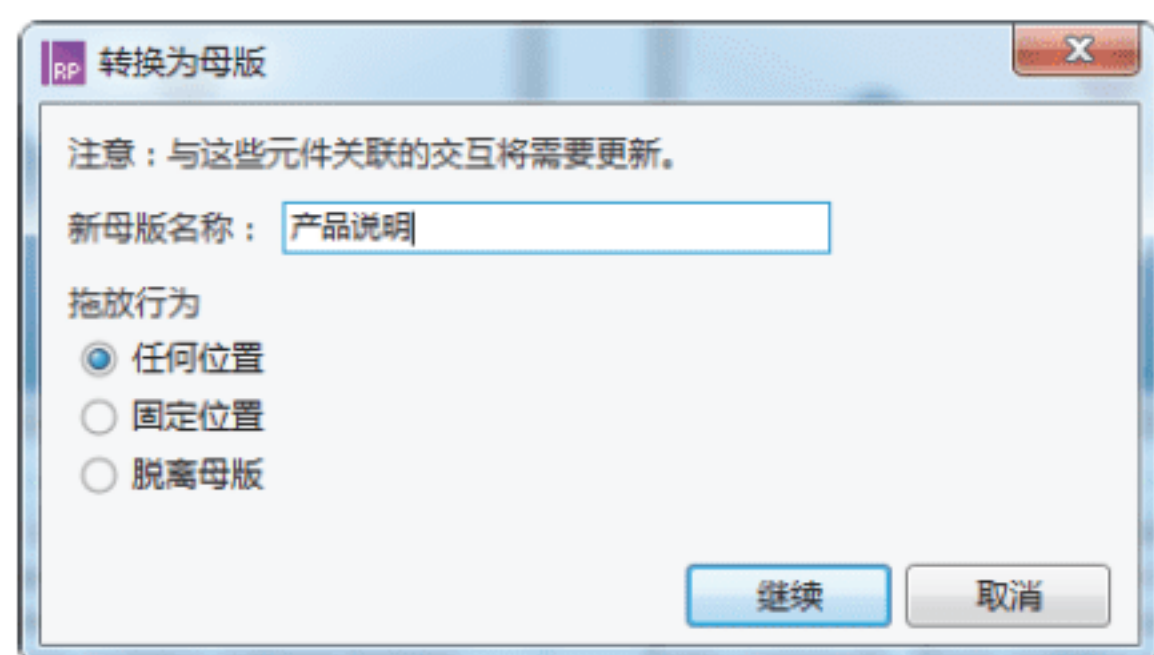 RP 转换为母版
注意：与这些元件关联的交互将需要更新。
新母版名称： 产品说明
拖放行为
任何位置
固定位置
脱离母版
继续 取消